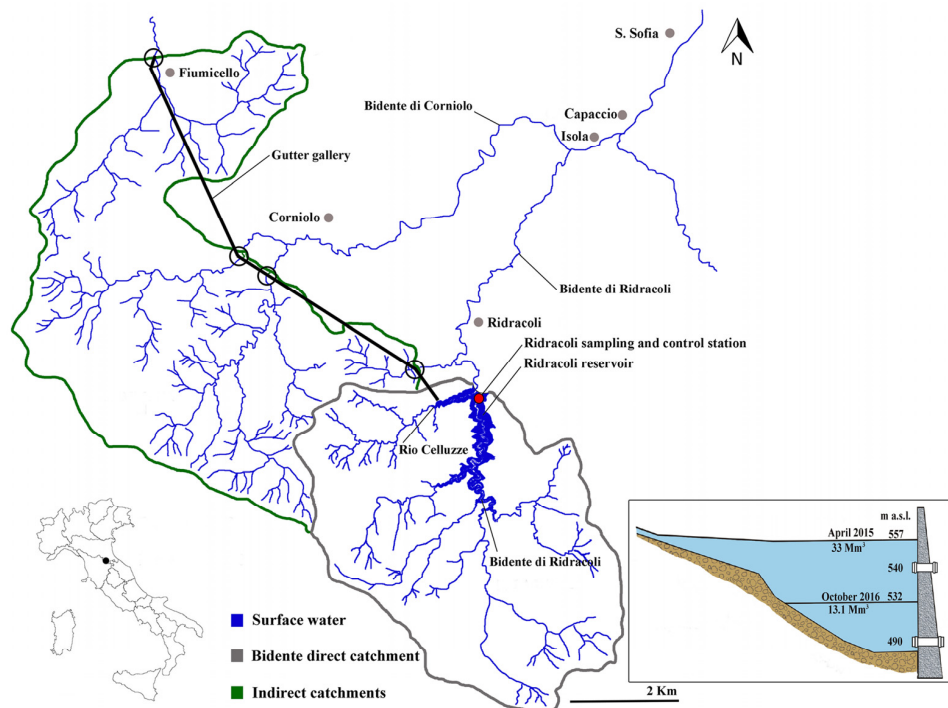 S. Sofia
N
Fiumicello
Bidente di Corniolo
Capaccio
Isola
Gutter gallery
Corniolo
Bidente di Ridracoli
Ridracoli
Ridracoli sampling and control station
Ridracoli reservoir
Rio Celluzze
Bidente di Ridracoli
m a.s.l.
April 2015 557
33 Mm³
540
October 2016 532
13.1 Mm³
490
Surface water
Bidente direct catchment
Indirect catchments
2 Km